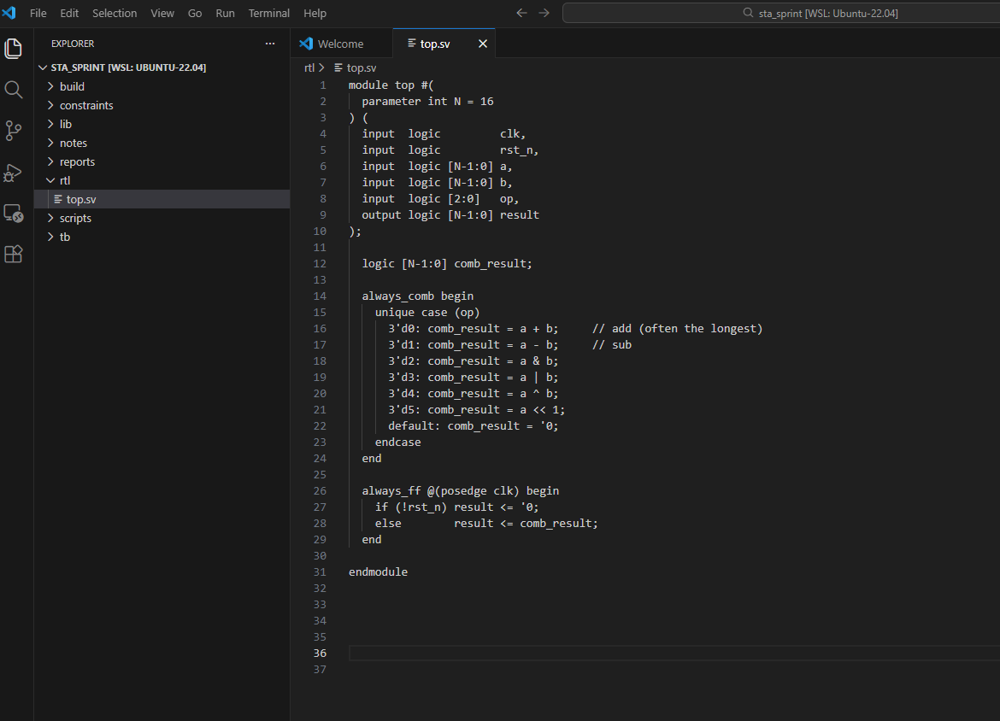 File Edit Selection View Go Run Terminal Help
sta_sprint [WSL: Ubuntu-22.04]
EXPLORER
STA_SPRINT [WSL: UBUNTU-22.04]
build
constraints
lib
notes
reports
rtl
top.sv
scripts
tb
Welcome
top.sv
rtl > top.sv
1 module top #(
2   parameter int N = 16
3 ) (
4   input  logic         clk,
5   input  logic         rst_n,
6   input  logic [N-1:0] a,
7   input  logic [N-1:0] b,
8   input  logic [2:0]   op,
9   output logic [N-1:0] result
10 );
11
12   logic [N-1:0] comb_result;
13
14   always_comb begin
15     unique case (op)
16       3'd0: comb_result = a + b;     // add (often the longest)
17       3'd1: comb_result = a - b;     // sub
18       3'd2: comb_result = a & b;
19       3'd3: comb_result = a | b;
20       3'd4: comb_result = a ^ b;
21       3'd5: comb_result = a << 1;
22       default: comb_result = '0;
23     endcase
24   end
25
26   always_ff @(posedge clk) begin
27     if (!rst_n) result <= '0;
28     else        result <= comb_result;
29   end
30
31 endmodule
32
33
34
35
36
37